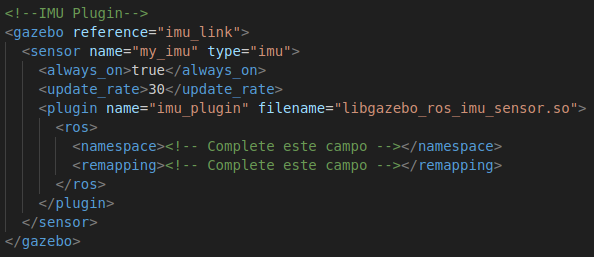 <!--IMU Plugin-->
<gazebo reference="imu_link">
<sensor name="my_imu" type="imu">
<always_on>true</always_on>
<update_rate>30</update_rate>
<plugin name="imu_plugin" filename="libgazebo_ros_imu_sensor.so">
<ros>
<namespace><!-- Complete este campo --></namespace>
<remapping><!-- Complete este campo --></remapping>
</ros>
</plugin>
</sensor>
</gazebo>